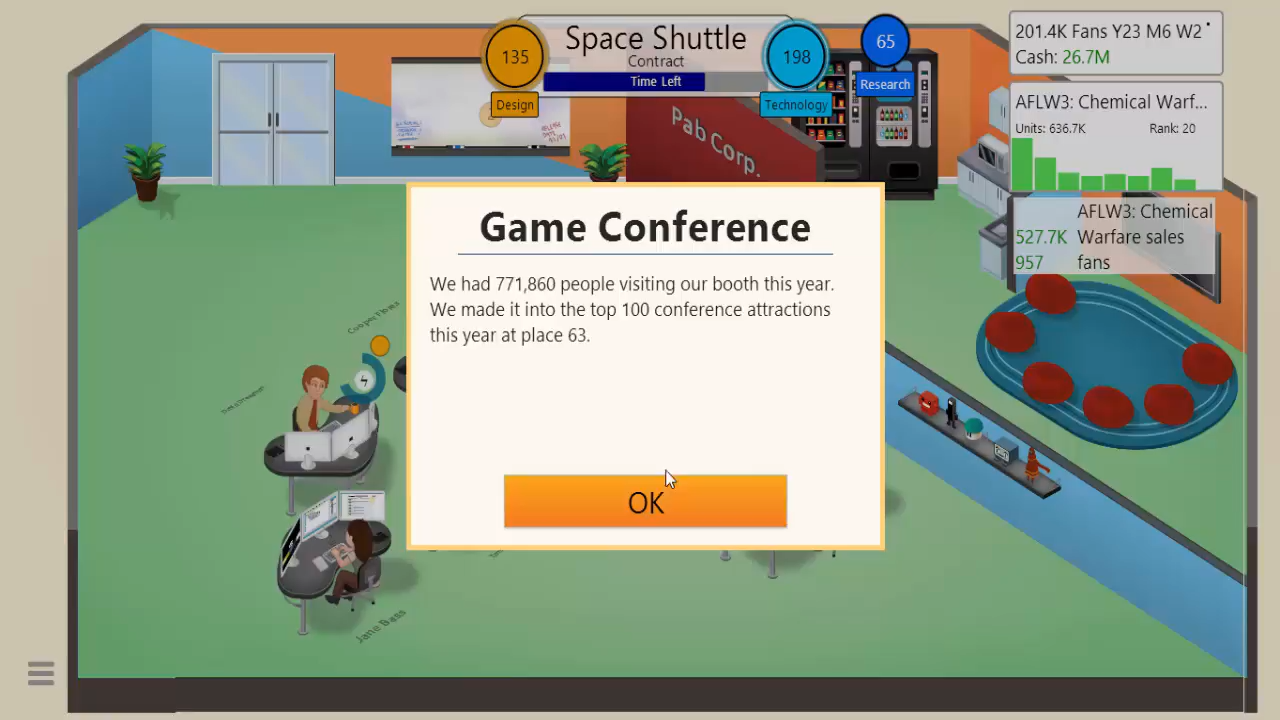 Space Shuttle
Contract
Time Left
135
Design
198
Technology
65
Research
201.4K Fans Y23 M6 W2
Cash: 26.7M
AFLW3: Chemical Warf...
Units: 636.7K Rank: 20
AFLW3: Chemical
527.7K Warfare sales
957 fans
Pab Corp.
Game Conference
We had 771,860 people visiting our booth this year.
We made it into the top 100 conference attractions
this year at place 63.
OK
Jane Bass